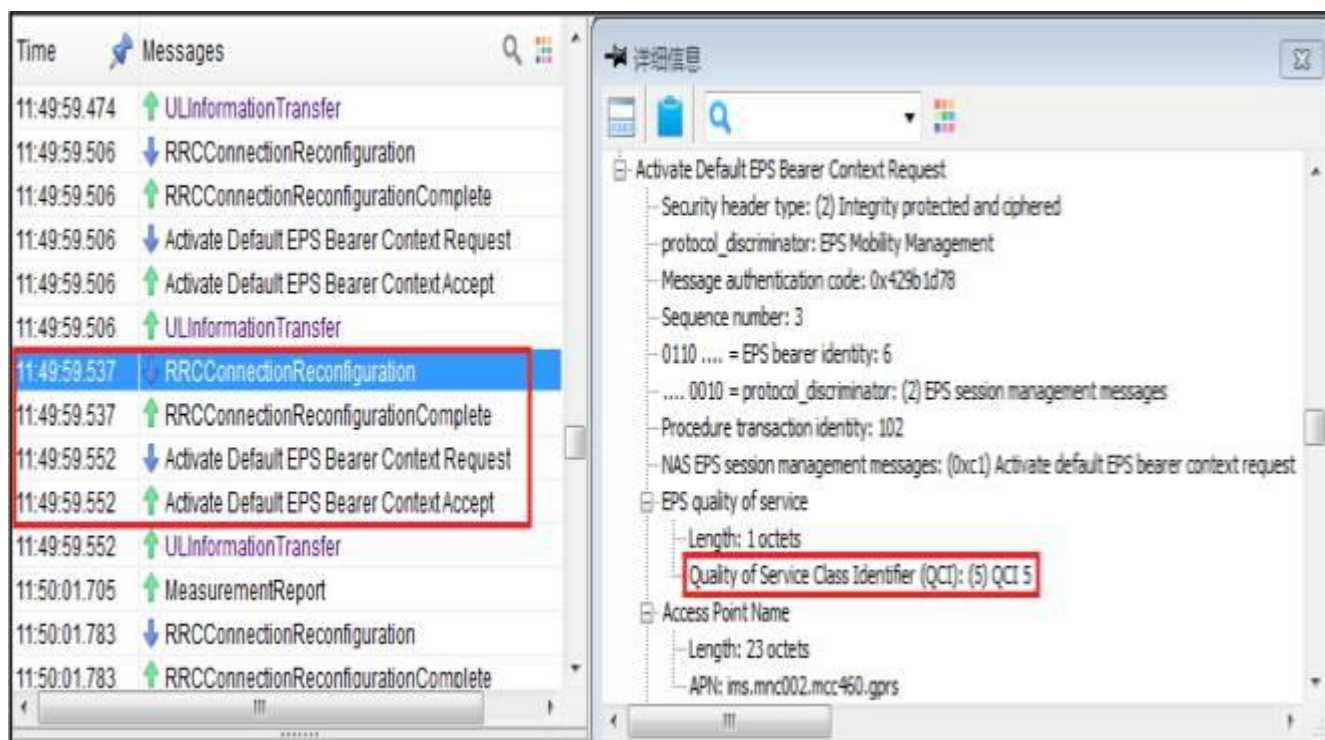 Time Messages
11:49:59.474 ULInformationTransfer
11:49:59.506 RRCConnectionReconfiguration
11:49:59.506 RRCConnectionReconfigurationComplete
11:49:59.506 Activate Default EPS Bearer Context Request
11:49:59.506 Activate Default EPS Bearer Context Accept
11:49:59.506 ULInformationTransfer
11:49:59.537 RRCConnectionReconfiguration
11:49:59.537 RRCConnectionReconfigurationComplete
11:49:59.552 Activate Default EPS Bearer Context Request
11:49:59.552 Activate Default EPS Bearer Context Accept
11:49:59.552 ULInformationTransfer
11:50:01.705 MeasurementReport
11:50:01.783 RRCConnectionReconfiguration
11:50:01.783 RRCConnectionReconfigurationComplete
详细信息
Activate Default EPS Bearer Context Request
Security header type: (2) Integrity protected and ciphered
protocol_discriminator: EPS Mobility Management
Message authentication code: 0x429b1d78
Sequence number: 3
0110 .... = EPS bearer identity: 6
.... 0010 = protocol_discriminator: (2) EPS session management messages
Procedure transaction identity: 102
NAS EPS session management messages: (0xc1) Activate default EPS bearer context request
EPS quality of service
Length: 1 octets
Quality of Service Class Identifier (QCI): (5) QCI 5
Access Point Name
Length: 23 octets
APN: ims.mnc002.mcc460.gprs